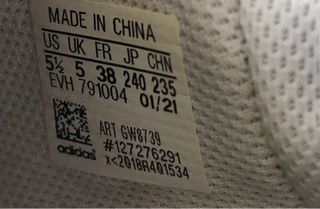 MADE IN CHINA
US UK FR JP CHN
5½ 5 38 240 235
EVH 791004 01/21
ART GW8739
#127276291
x<2018R401534
adidas